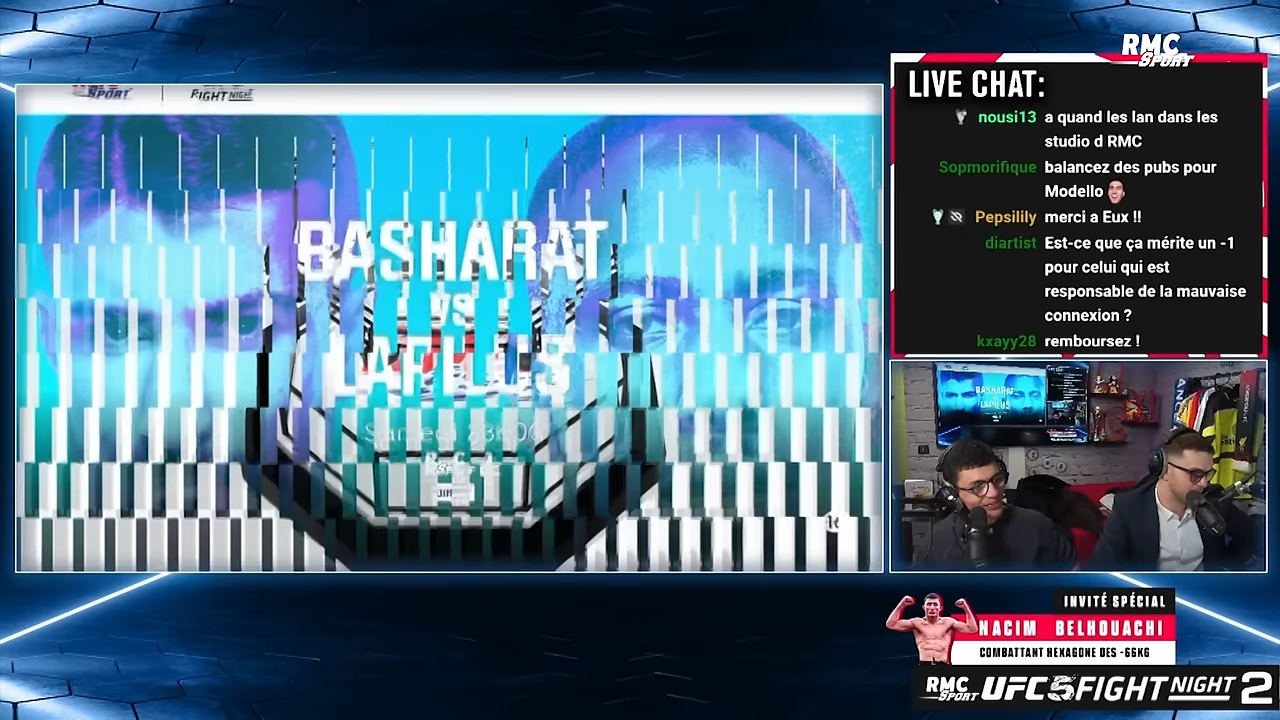 RMC
SPORT
LIVE CHAT:
nousi13 a quand les lan dans les
studio d RMC
Sopmorifique balancez des pubs pour
Modello
Pepsilily merci a Eux !!
diartist Est-ce que ça mérite un -1
pour celui qui est
responsable de la mauvaise
connexion ?
kxayy28 remboursez !
SPORT
FIGHT NIGHT
BASHARAT
VS
BASHARAT
INVITÉ SPÉCIAL
NACIM BELHOUACHI
COMBATTANT HEXAGONE DES -66KG
RMC
SPORT
UFC FIGHT NIGHT 2